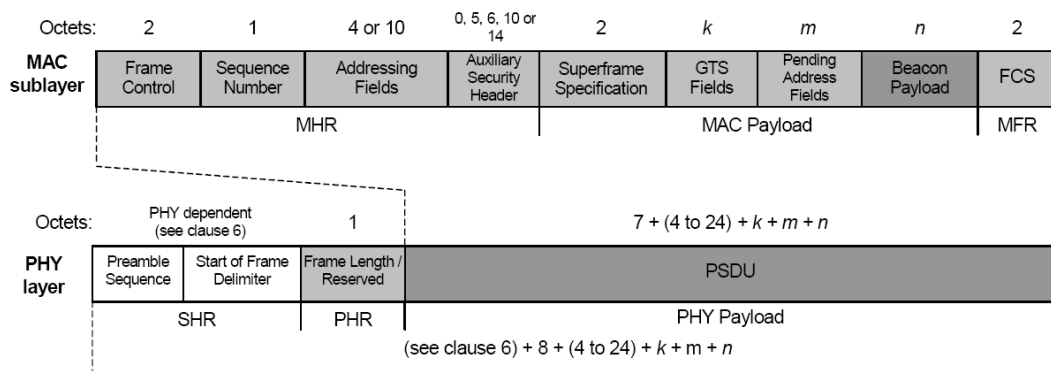 Octets: 2 1 4 or 10 0, 5, 6, 10 or 14 2 k m n 2
MAC sublayer
Frame Control
Sequence Number
Addressing Fields
Auxiliary Security Header
Superframe Specification
GTS Fields
Pending Address Fields
Beacon Payload
FCS
MHR MAC Payload MFR
Octets: PHY dependent (see clause 6) 1 7 + (4 to 24) + k + m + n
PHY layer
Preamble Sequence
Start of Frame Delimiter
Frame Length / Reserved
PSDU
SHR PHR PHY Payload
(see clause 6) + 8 + (4 to 24) + k + m + n